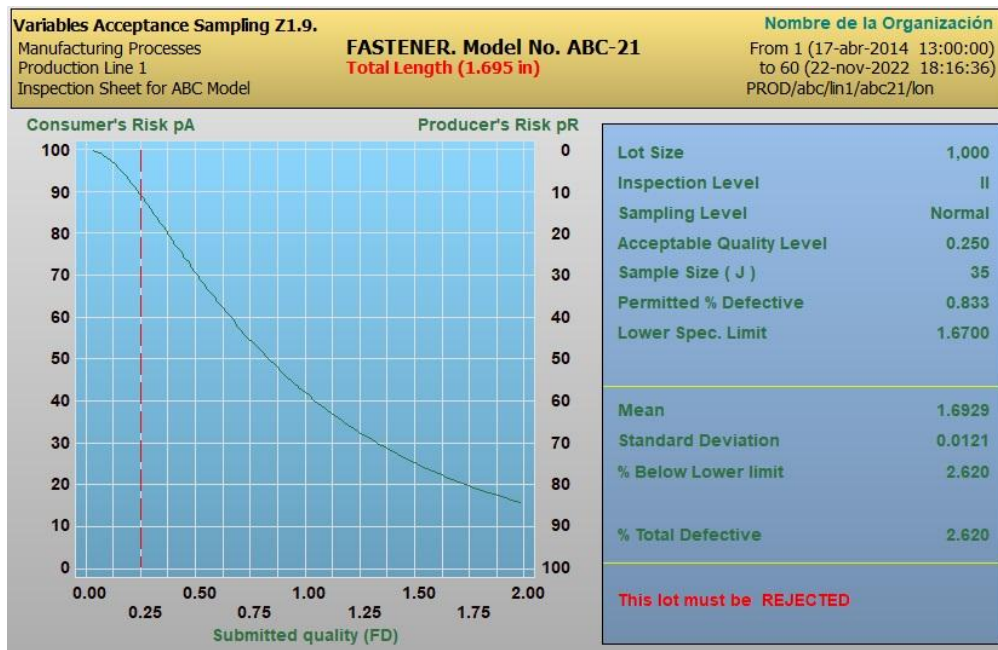 Variables Acceptance Sampling Z1.9.
Manufacturing Processes
Production Line 1
Inspection Sheet for ABC Model
FASTENER. Model No. ABC-21
Total Length (1.695 in)
Nombre de la Organización
From 1 (17-abr-2014 13:00:00)
to 60 (22-nov-2022 18:16:36)
PROD/abc/lin1/abc21/lon
Consumer's Risk pA
Producer's Risk pR
100 0
90 10
80 20
70 30
60 40
50 50
40 60
30 70
20 80
10 90
0 100
0.00 0.50 1.00 1.50 2.00
0.25 0.75 1.25 1.75
Submitted quality (FD)
Lot Size 1,000
Inspection Level II
Sampling Level Normal
Acceptable Quality Level 0.250
Sample Size ( J ) 35
Permitted % Defective 0.833
Lower Spec. Limit 1.6700
Mean 1.6929
Standard Deviation 0.0121
% Below Lower limit 2.620
% Total Defective 2.620
This lot must be REJECTED